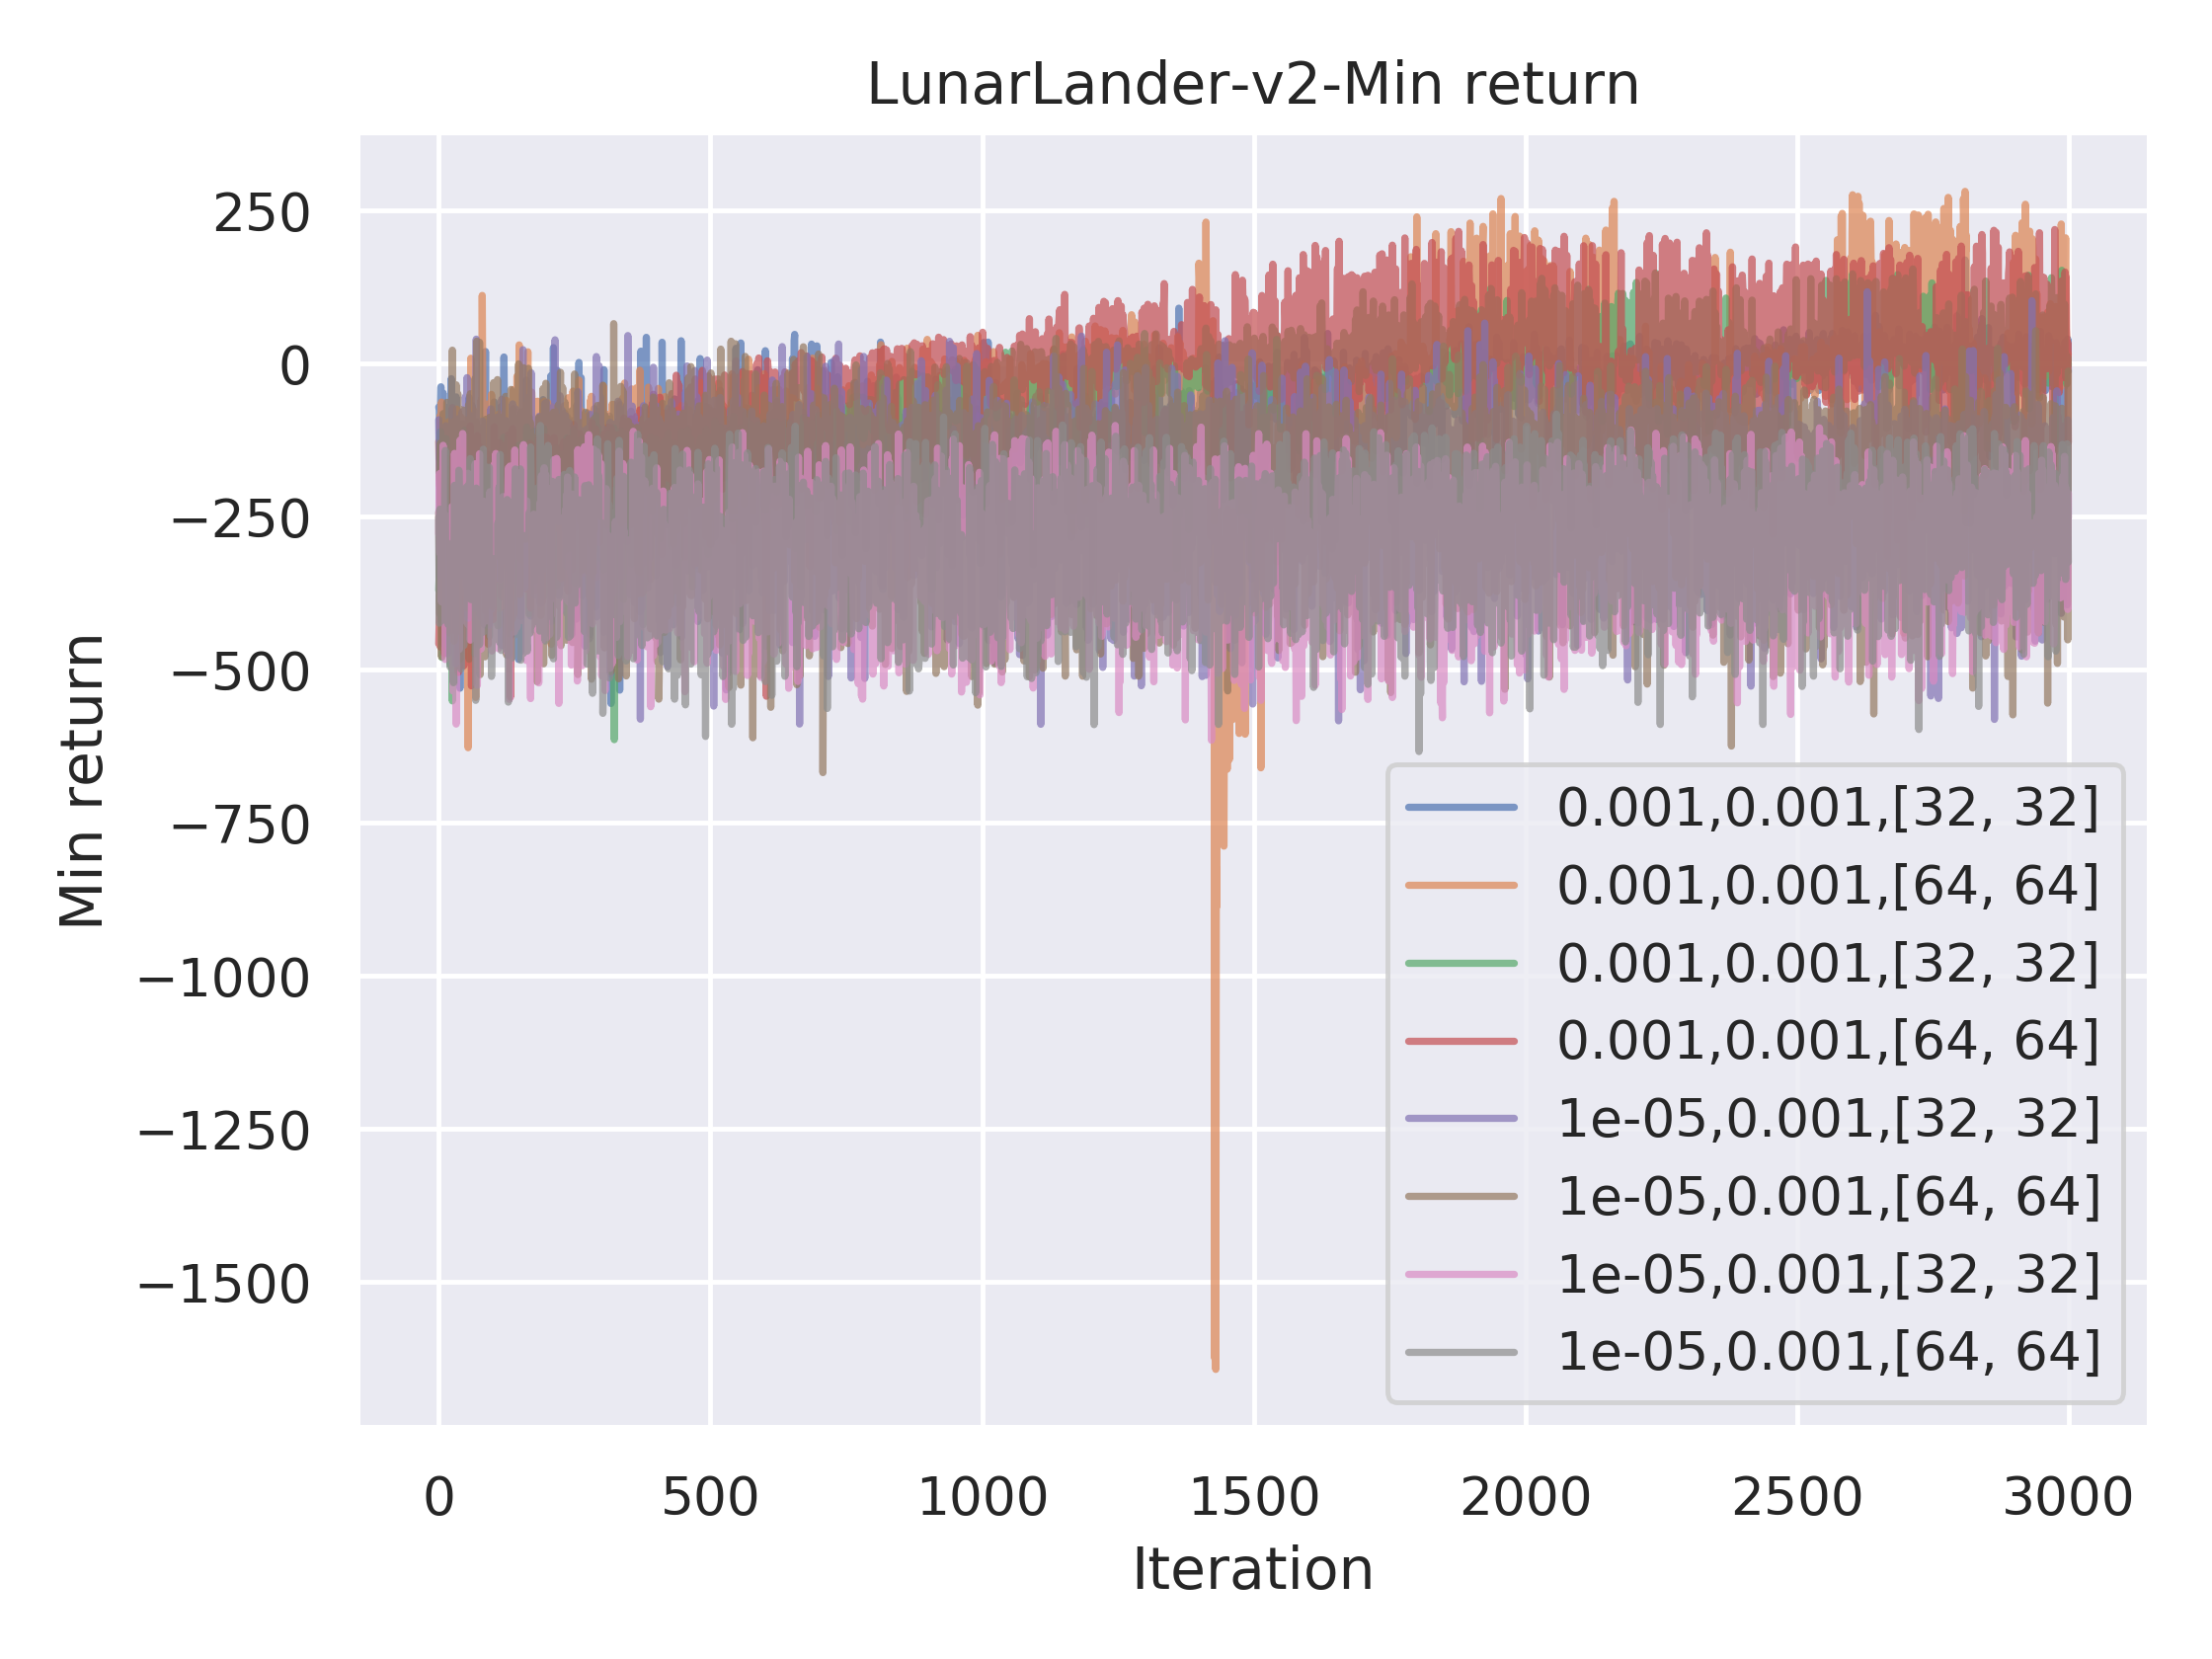 LunarLander-v2-Min return
250
0
−250
−500
−750
−1000
−1250
−1500
Min return
0.001,0.001,[32, 32]
0.001,0.001,[64, 64]
0.001,0.001,[32, 32]
0.001,0.001,[64, 64]
1e-05,0.001,[32, 32]
1e-05,0.001,[64, 64]
1e-05,0.001,[32, 32]
1e-05,0.001,[64, 64]
0 500 1000 1500 2000 2500 3000
Iteration